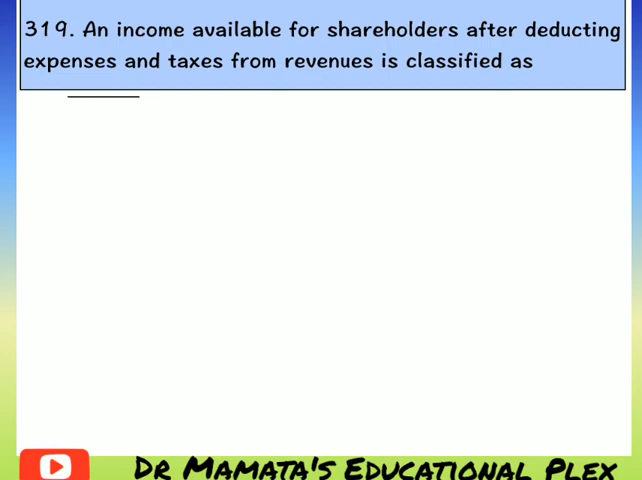 319. An income available for shareholders after deducting
expenses and taxes from revenues is classified as
Dr Mamata's Educational Plex